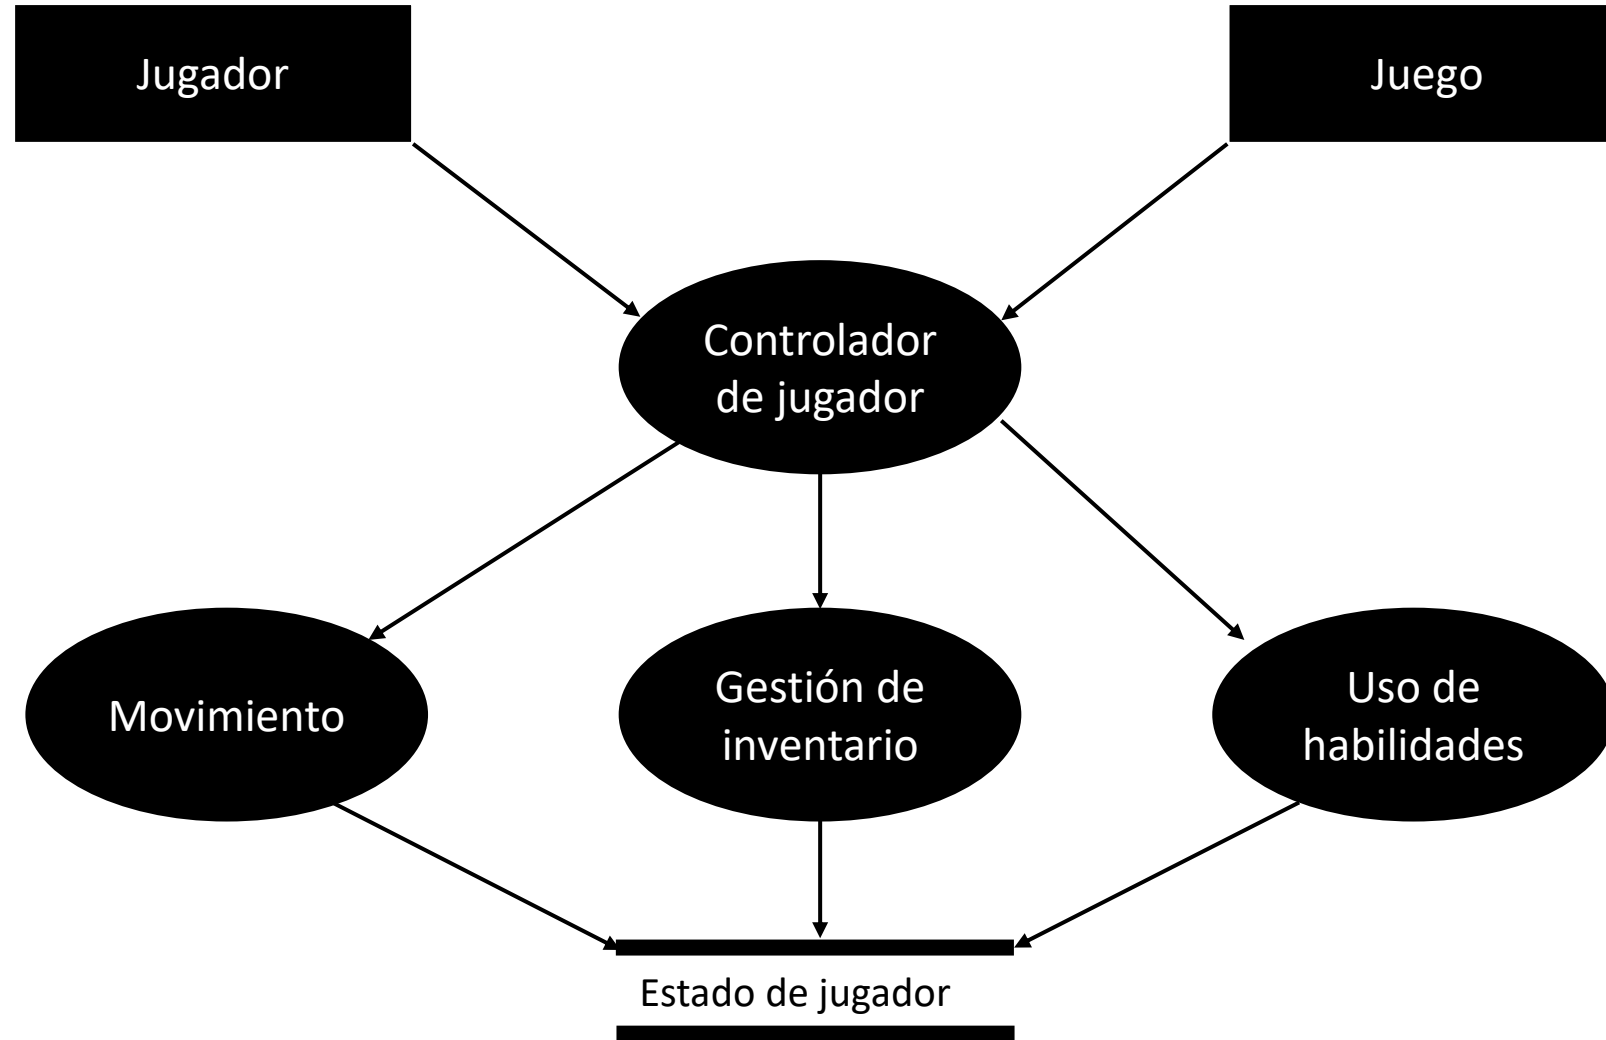 Jugador
Juego
Controlador
de jugador
Movimiento
Gestión de
inventario
Uso de
habilidades
Estado de jugador